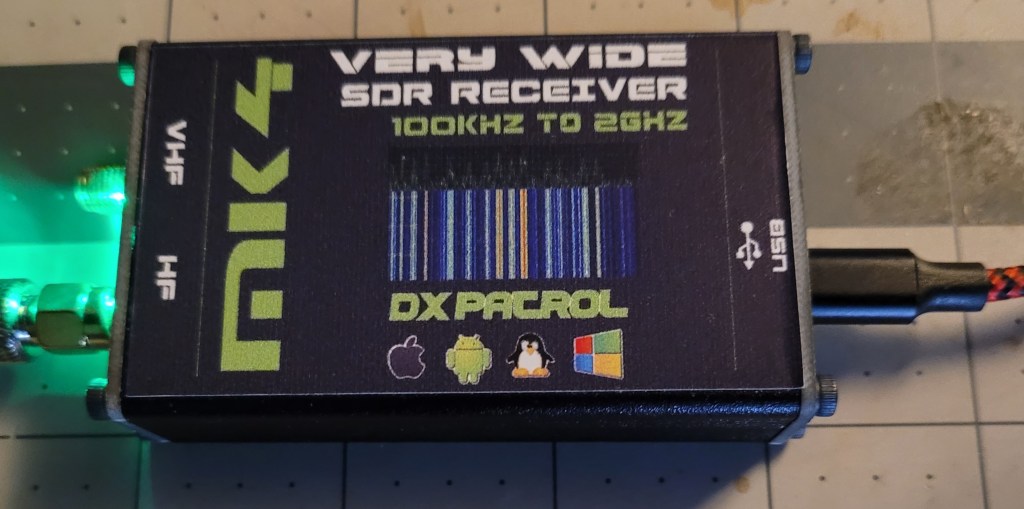 VERY WIDE
SDR RECEIVER
100KHZ TO 2GHZ
MK4
VHF
HF
USB
DX PATROL